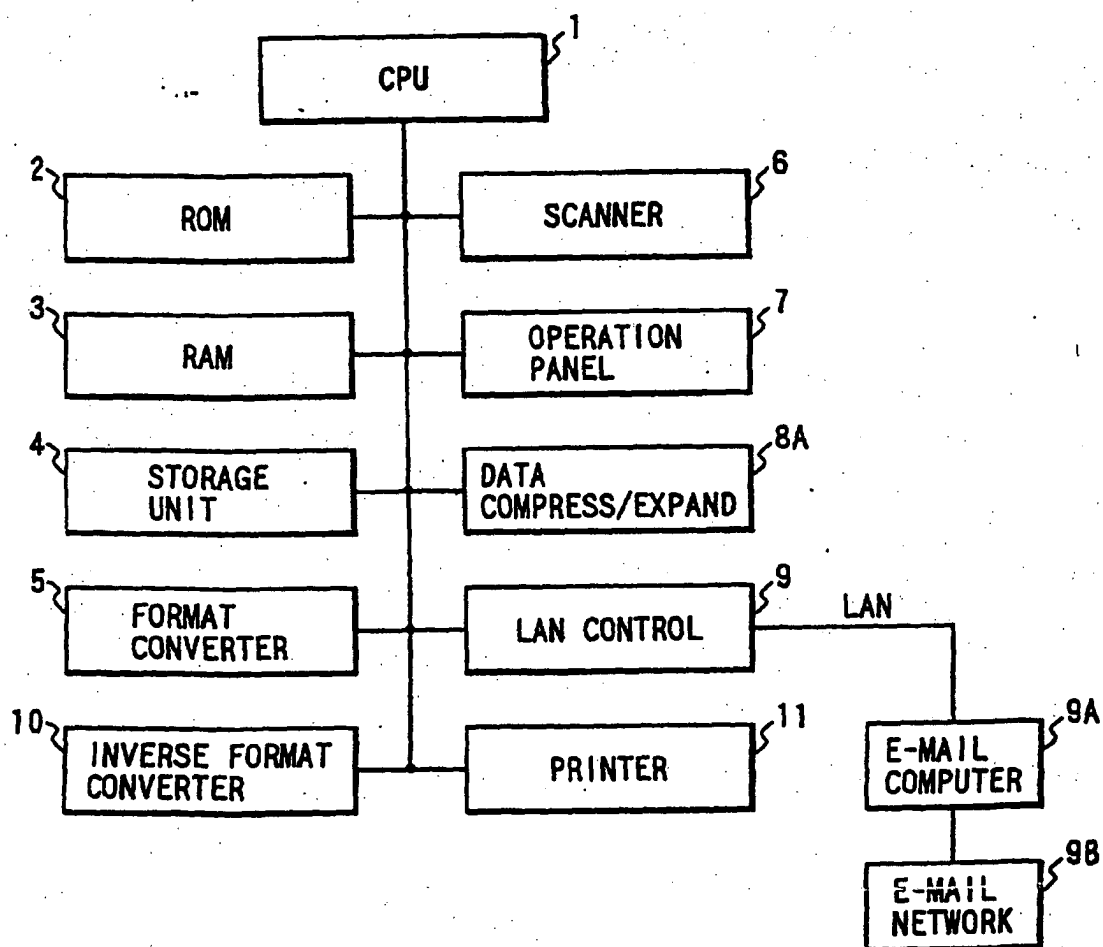 1
CPU
2
ROM
6
SCANNER
3
RAM
7
OPERATION
PANEL
4
STORAGE
UNIT
8A
DATA
COMPRESS/EXPAND
5
FORMAT
CONVERTER
9
LAN CONTROL
LAN
10
INVERSE FORMAT
CONVERTER
11
PRINTER
9A
E-MAIL
COMPUTER
9B
E-MAIL
NETWORK